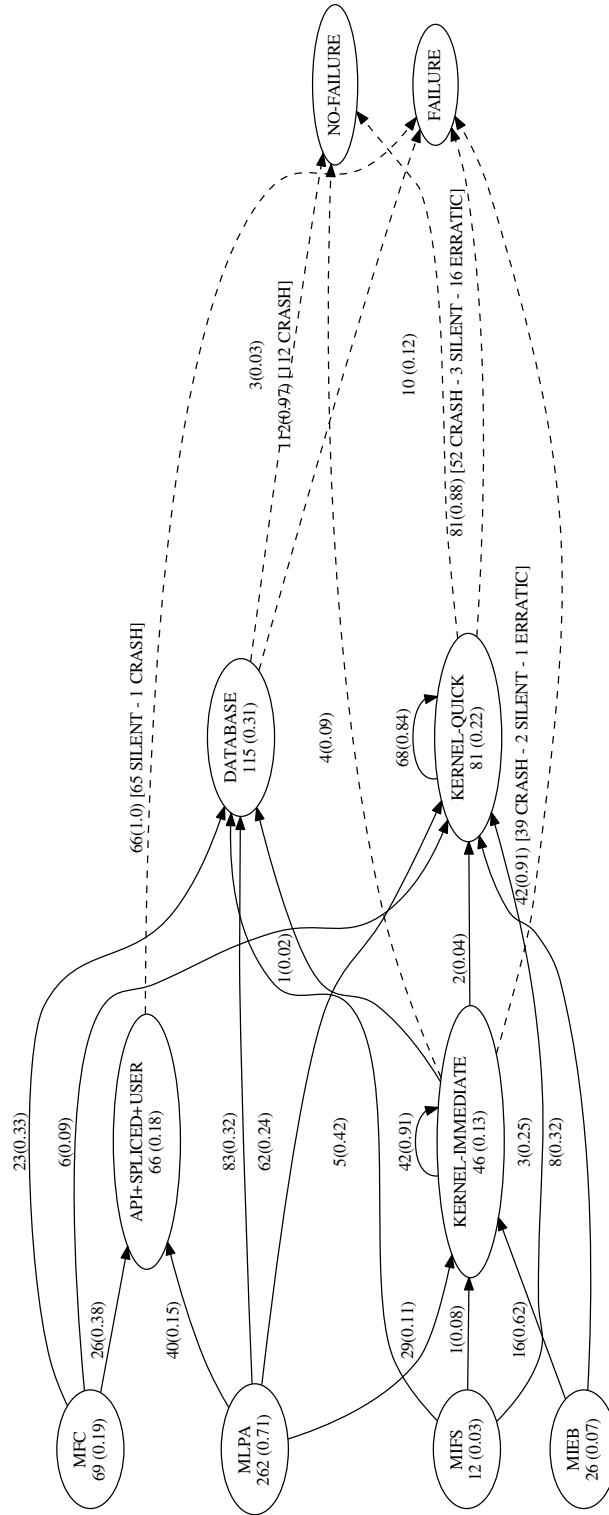 MFC
69 (0.19)
MLPA
262 (0.71)
MIFS
12 (0.03)
MIEB
26 (0.07)
23(0.33)
6(0.09)
26(0.38)
40(0.15)
83(0.32)
62(0.24)
29(0.11)
5(0.42)
1(0.08)
3(0.25)
16(0.62)
8(0.32)
API+SPLICED+USER
66 (0.18)
KERNEL-IMMEDIATE
46 (0.13)
42(0.91)
1(0.02)
2(0.04)
DATABASE
115 (0.31)
KERNEL-QUICK
81 (0.22)
68(0.84)
66(1.0) [65 SILENT - 1 CRASH]
4(0.09)
42(0.91) [39 CRASH - 2 SILENT - 1 ERRATIC]
3(0.03)
112(0.97) [112 CRASH]
10 (0.12)
81(0.88) [52 CRASH - 3 SILENT - 16 ERRATIC]
NO-FAILURE
FAILURE